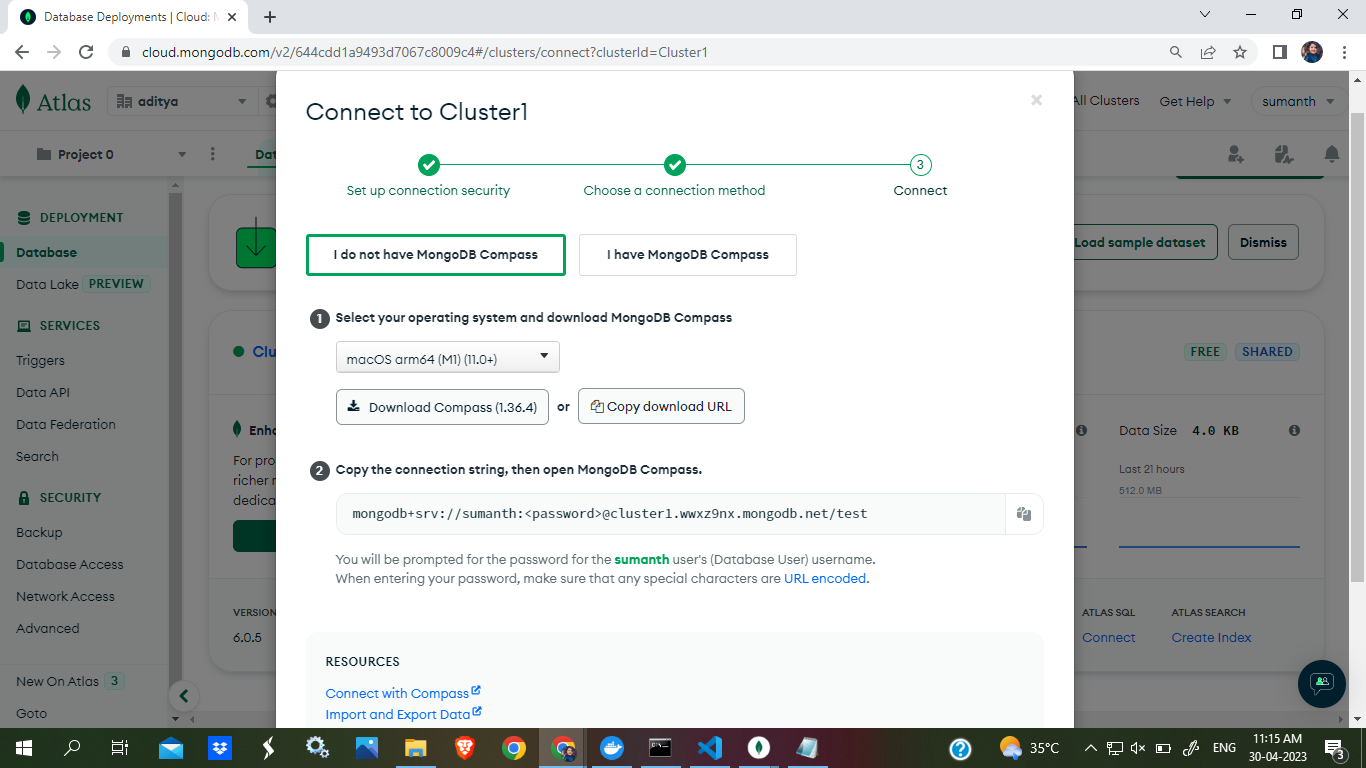 Database Deployments | Cloud: M
cloud.mongodb.com/v2/644cdd1a9493d7067c8009c4#/clusters/connect?clusterId=Cluster1
Atlas
aditya
All Clusters
Get Help
sumanth
Project 0
Dat
DEPLOYMENT
Database
Data Lake PREVIEW
SERVICES
Triggers
Data API
Data Federation
Search
SECURITY
Backup
Database Access
Network Access
Advanced
New On Atlas 3
Goto
Connect to Cluster1
Set up connection security
Choose a connection method
3
Connect
I do not have MongoDB Compass
I have MongoDB Compass
1 Select your operating system and download MongoDB Compass
macOS arm64 (M1) (11.0+)
Download Compass (1.36.4) or Copy download URL
2 Copy the connection string, then open MongoDB Compass.
mongodb+srv://sumanth:<password>@cluster1.wwxz9nx.mongodb.net/test
You will be prompted for the password for the sumanth user's (Database User) username.
When entering your password, make sure that any special characters are URL encoded.
RESOURCES
Connect with Compass
Import and Export Data
Load sample dataset
Dismiss
Clu
FREE SHARED
Enha
For pro
richer r
dedica
Data Size 4.0 KB
Last 21 hours
512.0 MB
VERSION
6.0.5
ATLAS SQL
Connect
ATLAS SEARCH
Create Index
35°C
ENG
11:15 AM
30-04-2023
3